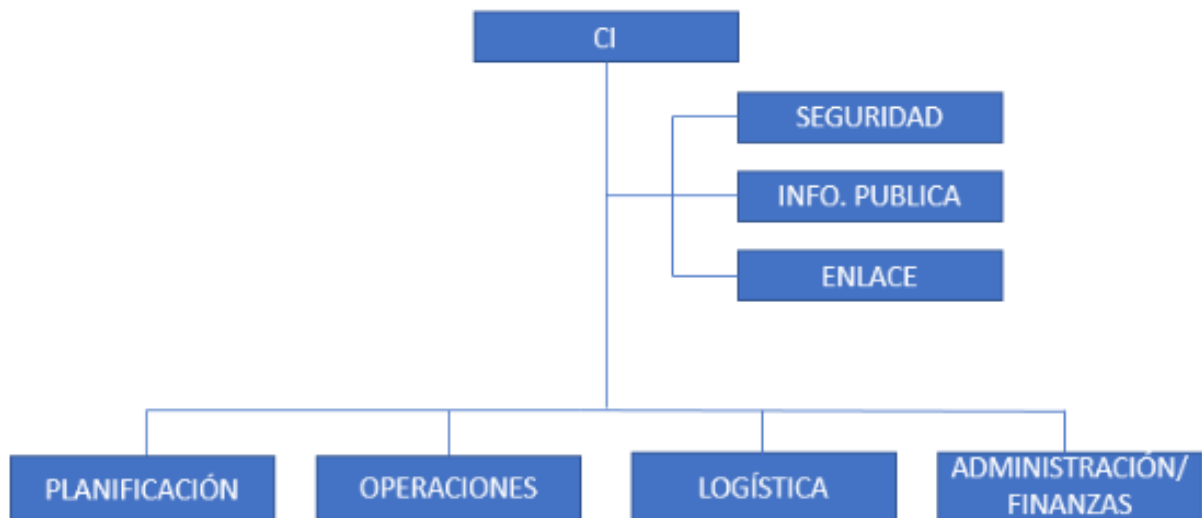 CI
SEGURIDAD
INFO. PUBLICA
ENLACE
PLANIFICACIÓN
OPERACIONES
LOGÍSTICA
ADMINISTRACIÓN/
FINANZAS